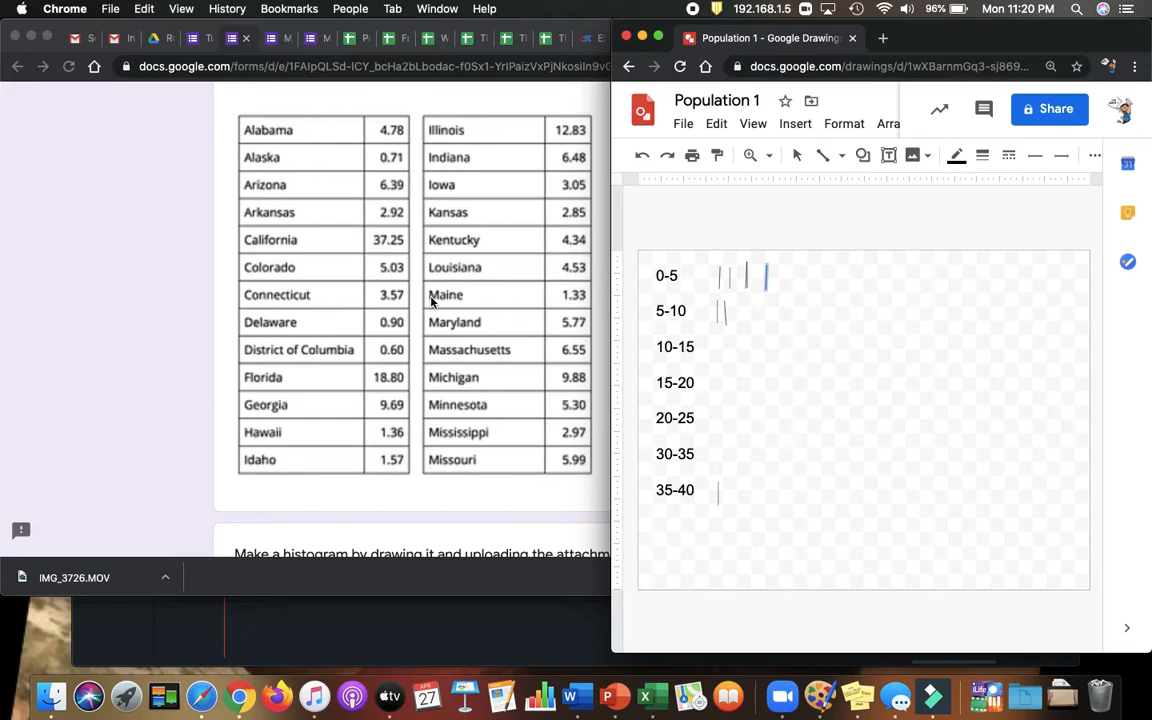 Chrome File Edit View History Bookmarks People Tab Window Help 192.168.1.5 96% Mon 11:20 PM
docs.google.com/forms/d/e/1FAIpQLSd-ICY_bcHa2bLbodac-f0Sx1-YrIPaizVxPjNkosiIn9vG
Alabama 4.78 Illinois 12.83
Alaska 0.71 Indiana 6.48
Arizona 6.39 Iowa 3.05
Arkansas 2.92 Kansas 2.85
California 37.25 Kentucky 4.34
Colorado 5.03 Louisiana 4.53
Connecticut 3.57 Maine 1.33
Delaware 0.90 Maryland 5.77
District of Columbia 0.60 Massachusetts 6.55
Florida 18.80 Michigan 9.88
Georgia 9.69 Minnesota 5.30
Hawaii 1.36 Mississippi 2.97
Idaho 1.57 Missouri 5.99
Make a histogram by drawing it and uploading the attachm
IMG_3726.MOV
Population 1 - Google Drawing
docs.google.com/drawings/d/1wXBarnmGq3-sj869...
Population 1
Share
File Edit View Insert Format Arra
0-5
5-10
10-15
15-20
20-25
30-35
35-40
APR
27